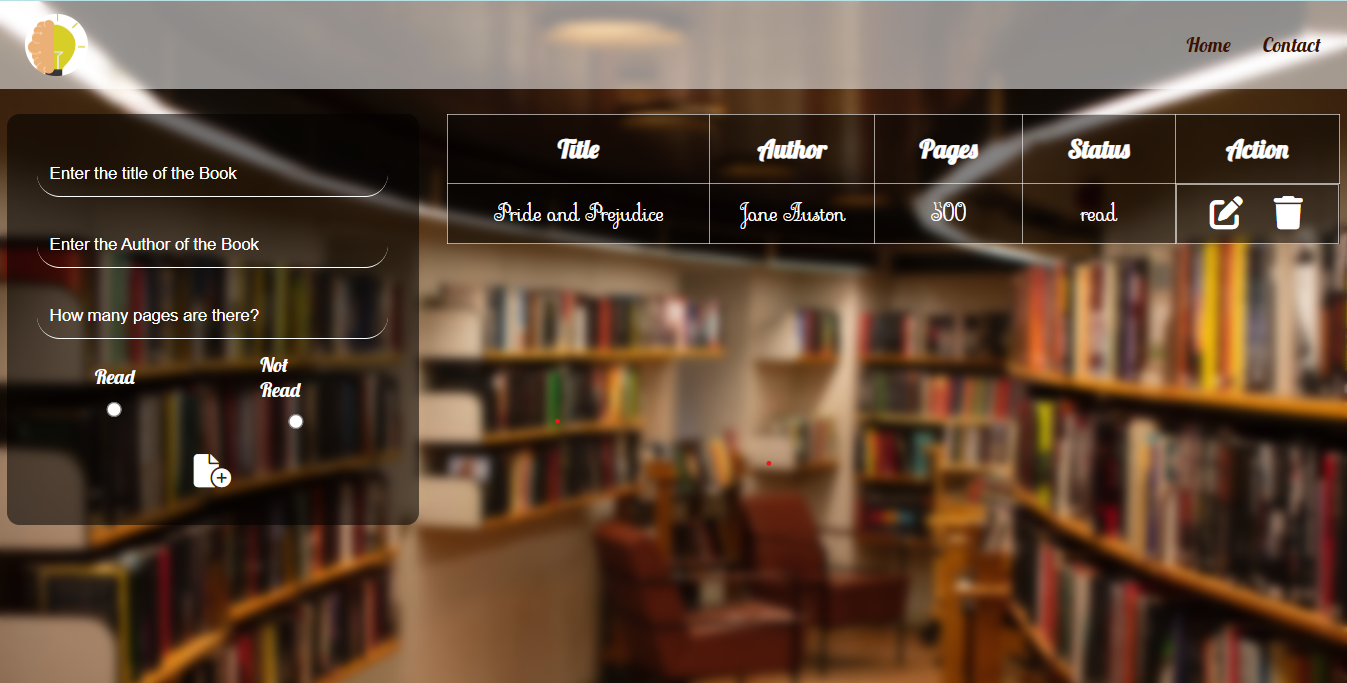 Home Contact
Enter the title of the Book
Enter the Author of the Book
How many pages are there?
Read
Not
Read
Title Author Pages Status Action
Pride and Prejudice Jane Auston 500 read